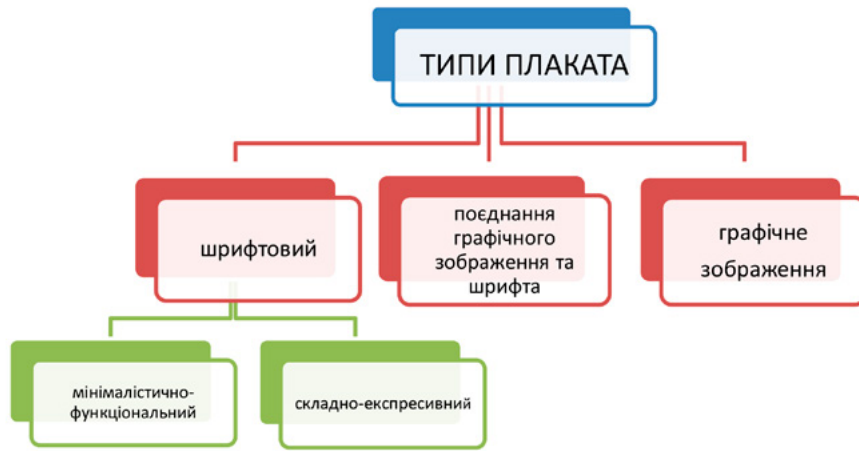 ТИПИ ПЛАКАТА
шрифтовий
поєднання
графічного
зображення та
шрифта
графічне
зображення
мінімалістично-
функціональний
складно-експресивний